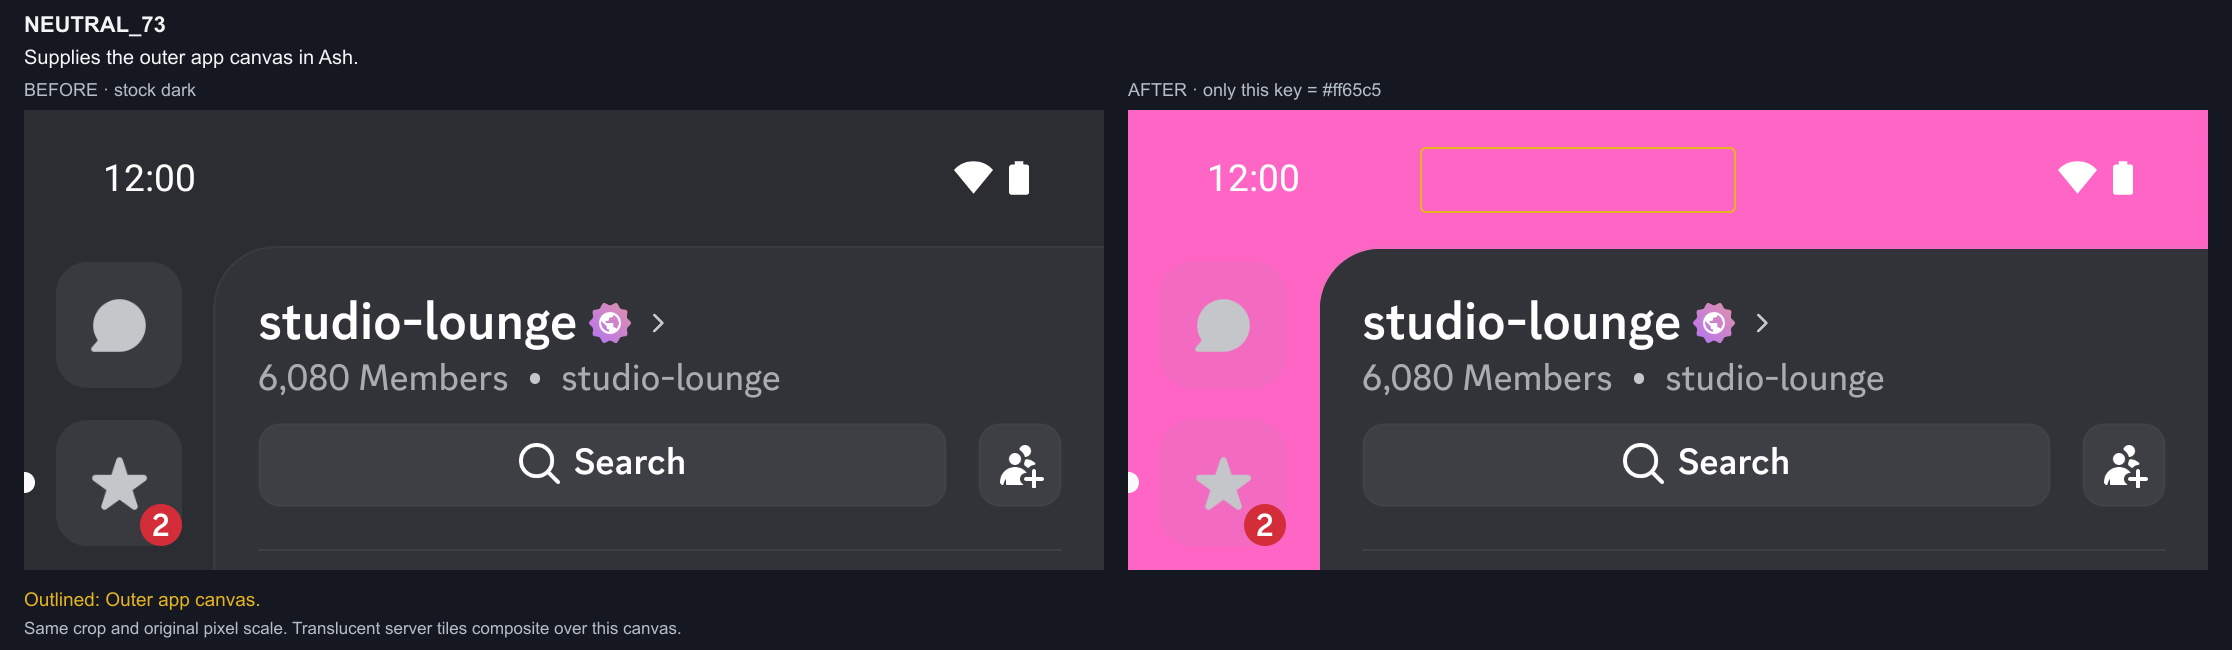 NEUTRAL_73
Supplies the outer app canvas in Ash.
BEFORE · stock dark
AFTER · only this key = #ff65c5
12:00
studio-lounge
6,080 Members • studio-lounge
Search
2
12:00
studio-lounge
6,080 Members • studio-lounge
Search
2
Outlined: Outer app canvas.
Same crop and original pixel scale. Translucent server tiles composite over this canvas.